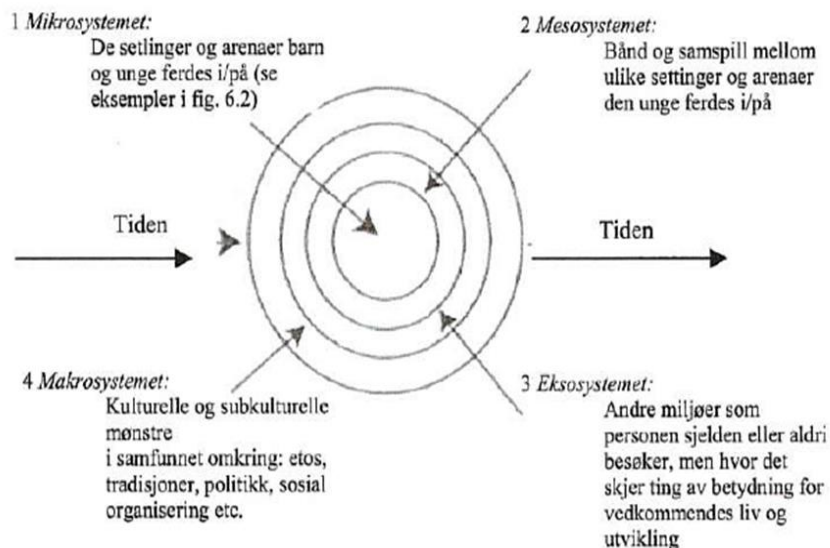 1 Mikrosystemet:
De setlinger og arenaer barn
og unge ferdes i/på (se
eksempler i fig. 6.2)
2 Mesosystemet:
Bånd og samspill mellom
ulike settinger og arenaer
den unge ferdes i/på
Tiden
Tiden
4 Makrosystemet:
Kulturelle og subkulturelle
mønstre
i samfunnet omkring: etos,
tradisjoner, politikk, sosial
organisering etc.
3 Eksosystemet:
Andre miljøer som
personen sjelden eller aldri
besøker, men hvor det
skjer ting av betydning for
vedkommendes liv og
utvikling